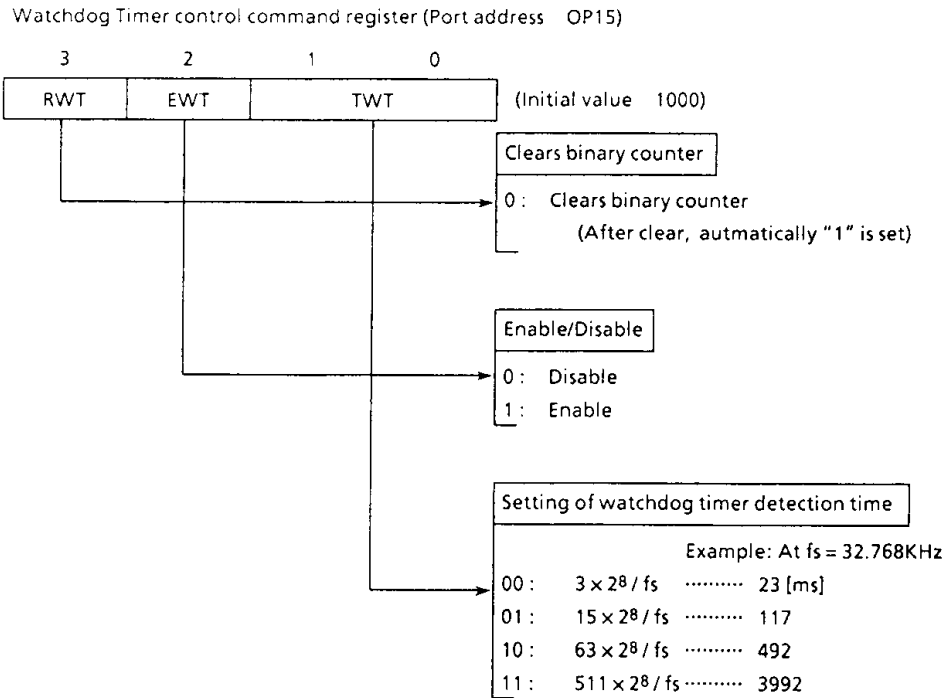 Watchdog Timer control command register (Port address OP15)
3 2 1 0
RWT EWT TWT (Initial value 1000)
Clears binary counter
0 : Clears binary counter
(After clear, autmatically "1" is set)
Enable/Disable
0 : Disable
1 : Enable
Setting of watchdog timer detection time
Example: At fs = 32.768KHz
00 : 3 × 2⁸ / fs ·········· 23 [ms]
01 : 15 × 2⁸ / fs ·········· 117
10 : 63 × 2⁸ / fs ·········· 492
11 : 511 × 2⁸ / fs ·········· 3992